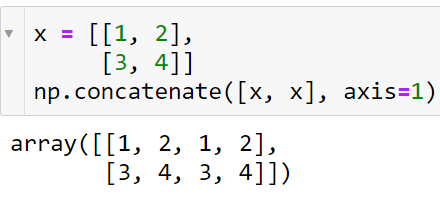 x = [[1, 2],
     [3, 4]]
np.concatenate([x, x], axis=1)
array([[1, 2, 1, 2],
       [3, 4, 3, 4]])